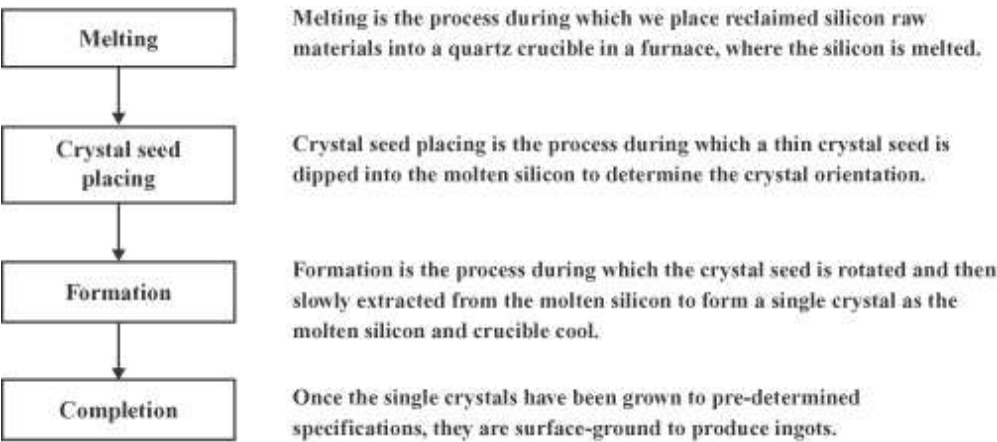 Melting
Melting is the process during which we place reclaimed silicon raw
materials into a quartz crucible in a furnace, where the silicon is melted.
Crystal seed
placing
Crystal seed placing is the process during which a thin crystal seed is
dipped into the molten silicon to determine the crystal orientation.
Formation
Formation is the process during which the crystal seed is rotated and then
slowly extracted from the molten silicon to form a single crystal as the
molten silicon and crucible cool.
Completion
Once the single crystals have been grown to pre-determined
specifications, they are surface-ground to produce ingots.